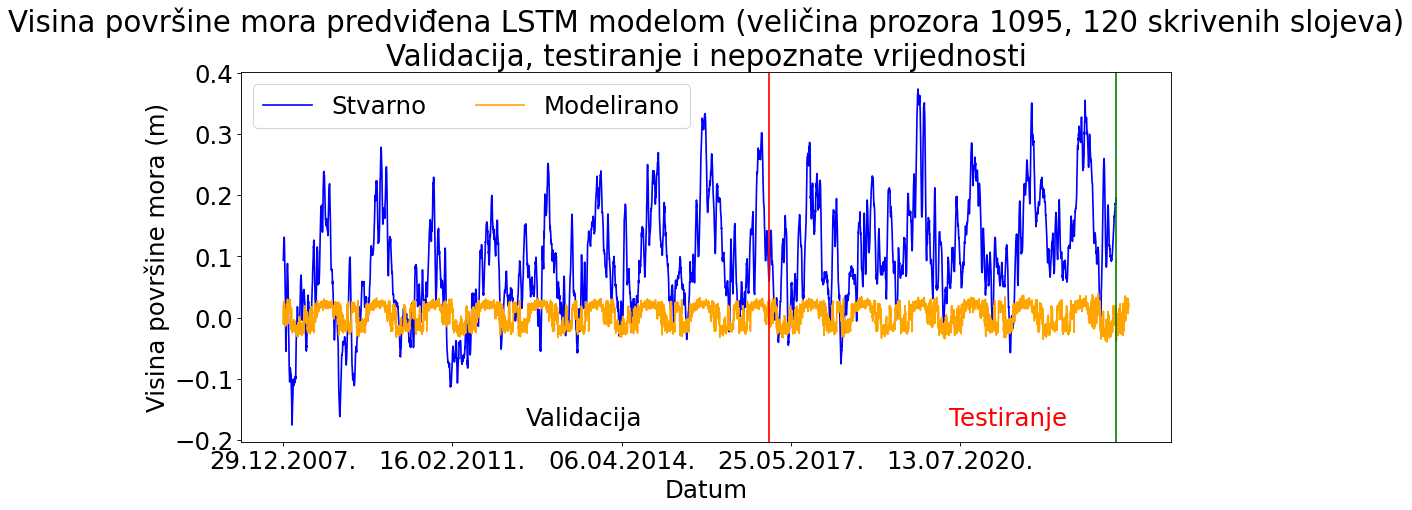 Visina površine mora predviđena LSTM modelom (veličina prozora 1095, 120 skrivenih slojeva)
Validacija, testiranje i nepoznate vrijednosti
Stvarno
Modelirano
Visina površine mora (m)
0.4
0.3
0.2
0.1
0.0
−0.1
−0.2
Validacija
Testiranje
29.12.2007.
16.02.2011.
06.04.2014.
25.05.2017.
13.07.2020.
Datum